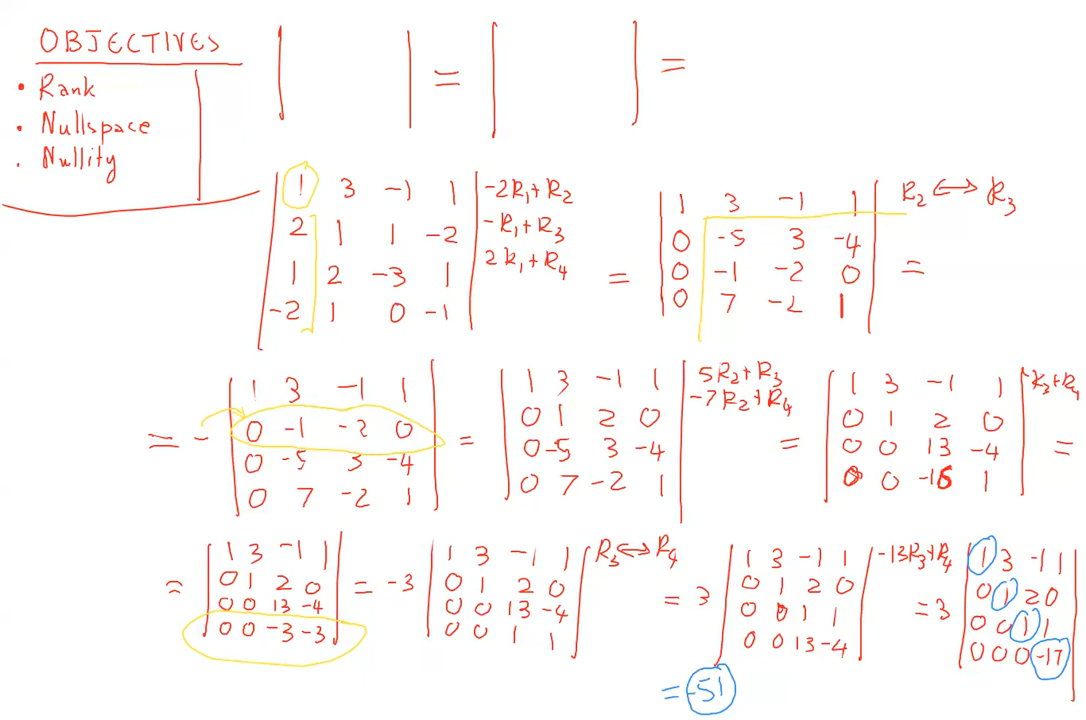 OBJECTIVES
• Rank
• Nullspace
• Nullity
| | = | | =
| 1 3 -1 1 | -2R₁+R₂
| 2 1 1 -2 | -R₁+R₃
| 1 2 -3 1 | 2R₁+R₄
| -2 1 0 -1 |
=
| 1 3 -1 1 | R₂ ↔ R₃
| 0 -5 3 -4 |
| 0 -1 -2 0 | =
| 0 7 -2 1 |
= -
| 1 3 -1 1 |
| 0 -1 -2 0 |
| 0 -5 3 -4 |
| 0 7 -2 1 |
=
| 1 3 -1 1 | 5R₂+R₃
| 0 1 2 0 | -7R₂+R₄
| 0 -5 3 -4 |
| 0 7 -2 1 |
=
| 1 3 -1 1 | R₃+R₄
| 0 1 2 0 |
| 0 0 13 -4 | =
| 0 0 -16 1 |
=
| 1 3 -1 1 |
| 0 1 2 0 |
| 0 0 13 -4 |
| 0 0 -3 -3 |
= -3
| 1 3 -1 1 | R₃ ↔ R₄
| 0 1 2 0 |
| 0 0 13 -4 |
| 0 0 1 1 |
= 3
| 1 3 -1 1 | -13R₃+R₄
| 0 1 2 0 |
| 0 0 1 1 |
| 0 0 13 -4 |
= 3
| 1 3 -1 1 |
| 0 1 2 0 |
| 0 0 1 1 |
| 0 0 0 -17 |
= -51